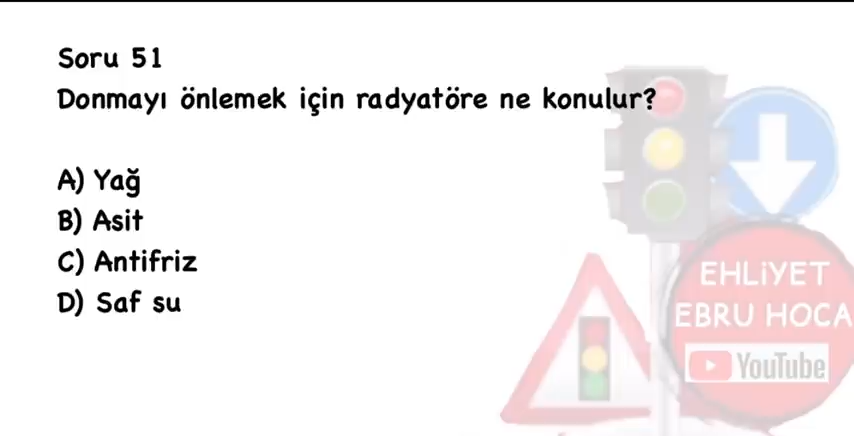 Soru 51
Donmayı önlemek için radyatöre ne konulur?
A) Yağ
B) Asit
C) Antifriz
D) Saf su
EHLİYET
EBRU HOCA
YouTube